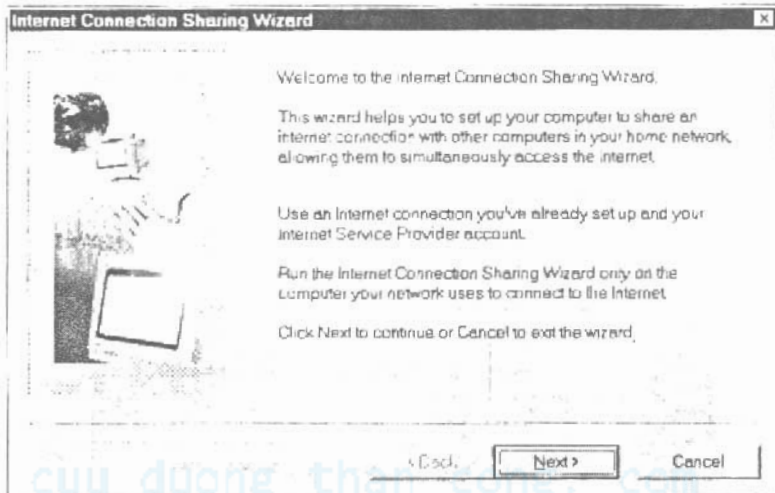 Internet Connection Sharing Wizard
Welcome to the Internet Connection Sharing Wizard.
This wizard helps you to set up your computer to share an
internet connection with other computers in your home network,
allowing them to simultaneously access the Internet.
Use an Internet connection you've already set up and your
Internet Service Provider account.
Run the Internet Connection Sharing Wizard only on the
computer your network uses to connect to the Internet.
Click Next to continue or Cancel to exit the wizard.
< Back
Next >
Cancel
cuu duong than cong. com